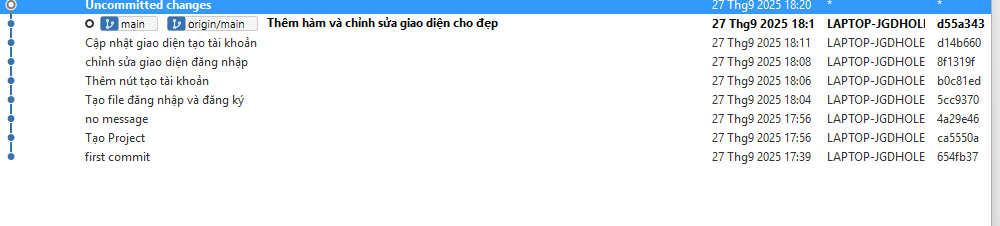 Uncommitted changes 27 Thg9 2025 18:20 * *
main origin/main Thêm hàm và chỉnh sửa giao diện cho đẹp 27 Thg9 2025 18:1 LAPTOP-JGDHOLI d55a343
Cập nhật giao diện tạo tài khoản 27 Thg9 2025 18:11 LAPTOP-JGDHOLE d14b660
chỉnh sửa giao diện đăng nhập 27 Thg9 2025 18:08 LAPTOP-JGDHOLE 8f1319f
Thêm nút tạo tài khoản 27 Thg9 2025 18:06 LAPTOP-JGDHOLE b0c81ed
Tạo file đăng nhập và đăng ký 27 Thg9 2025 18:04 LAPTOP-JGDHOLE 5cc9370
no message 27 Thg9 2025 17:56 LAPTOP-JGDHOLE 4a29e46
Tạo Project 27 Thg9 2025 17:56 LAPTOP-JGDHOLE ca5550a
first commit 27 Thg9 2025 17:39 LAPTOP-JGDHOLE 654fb37